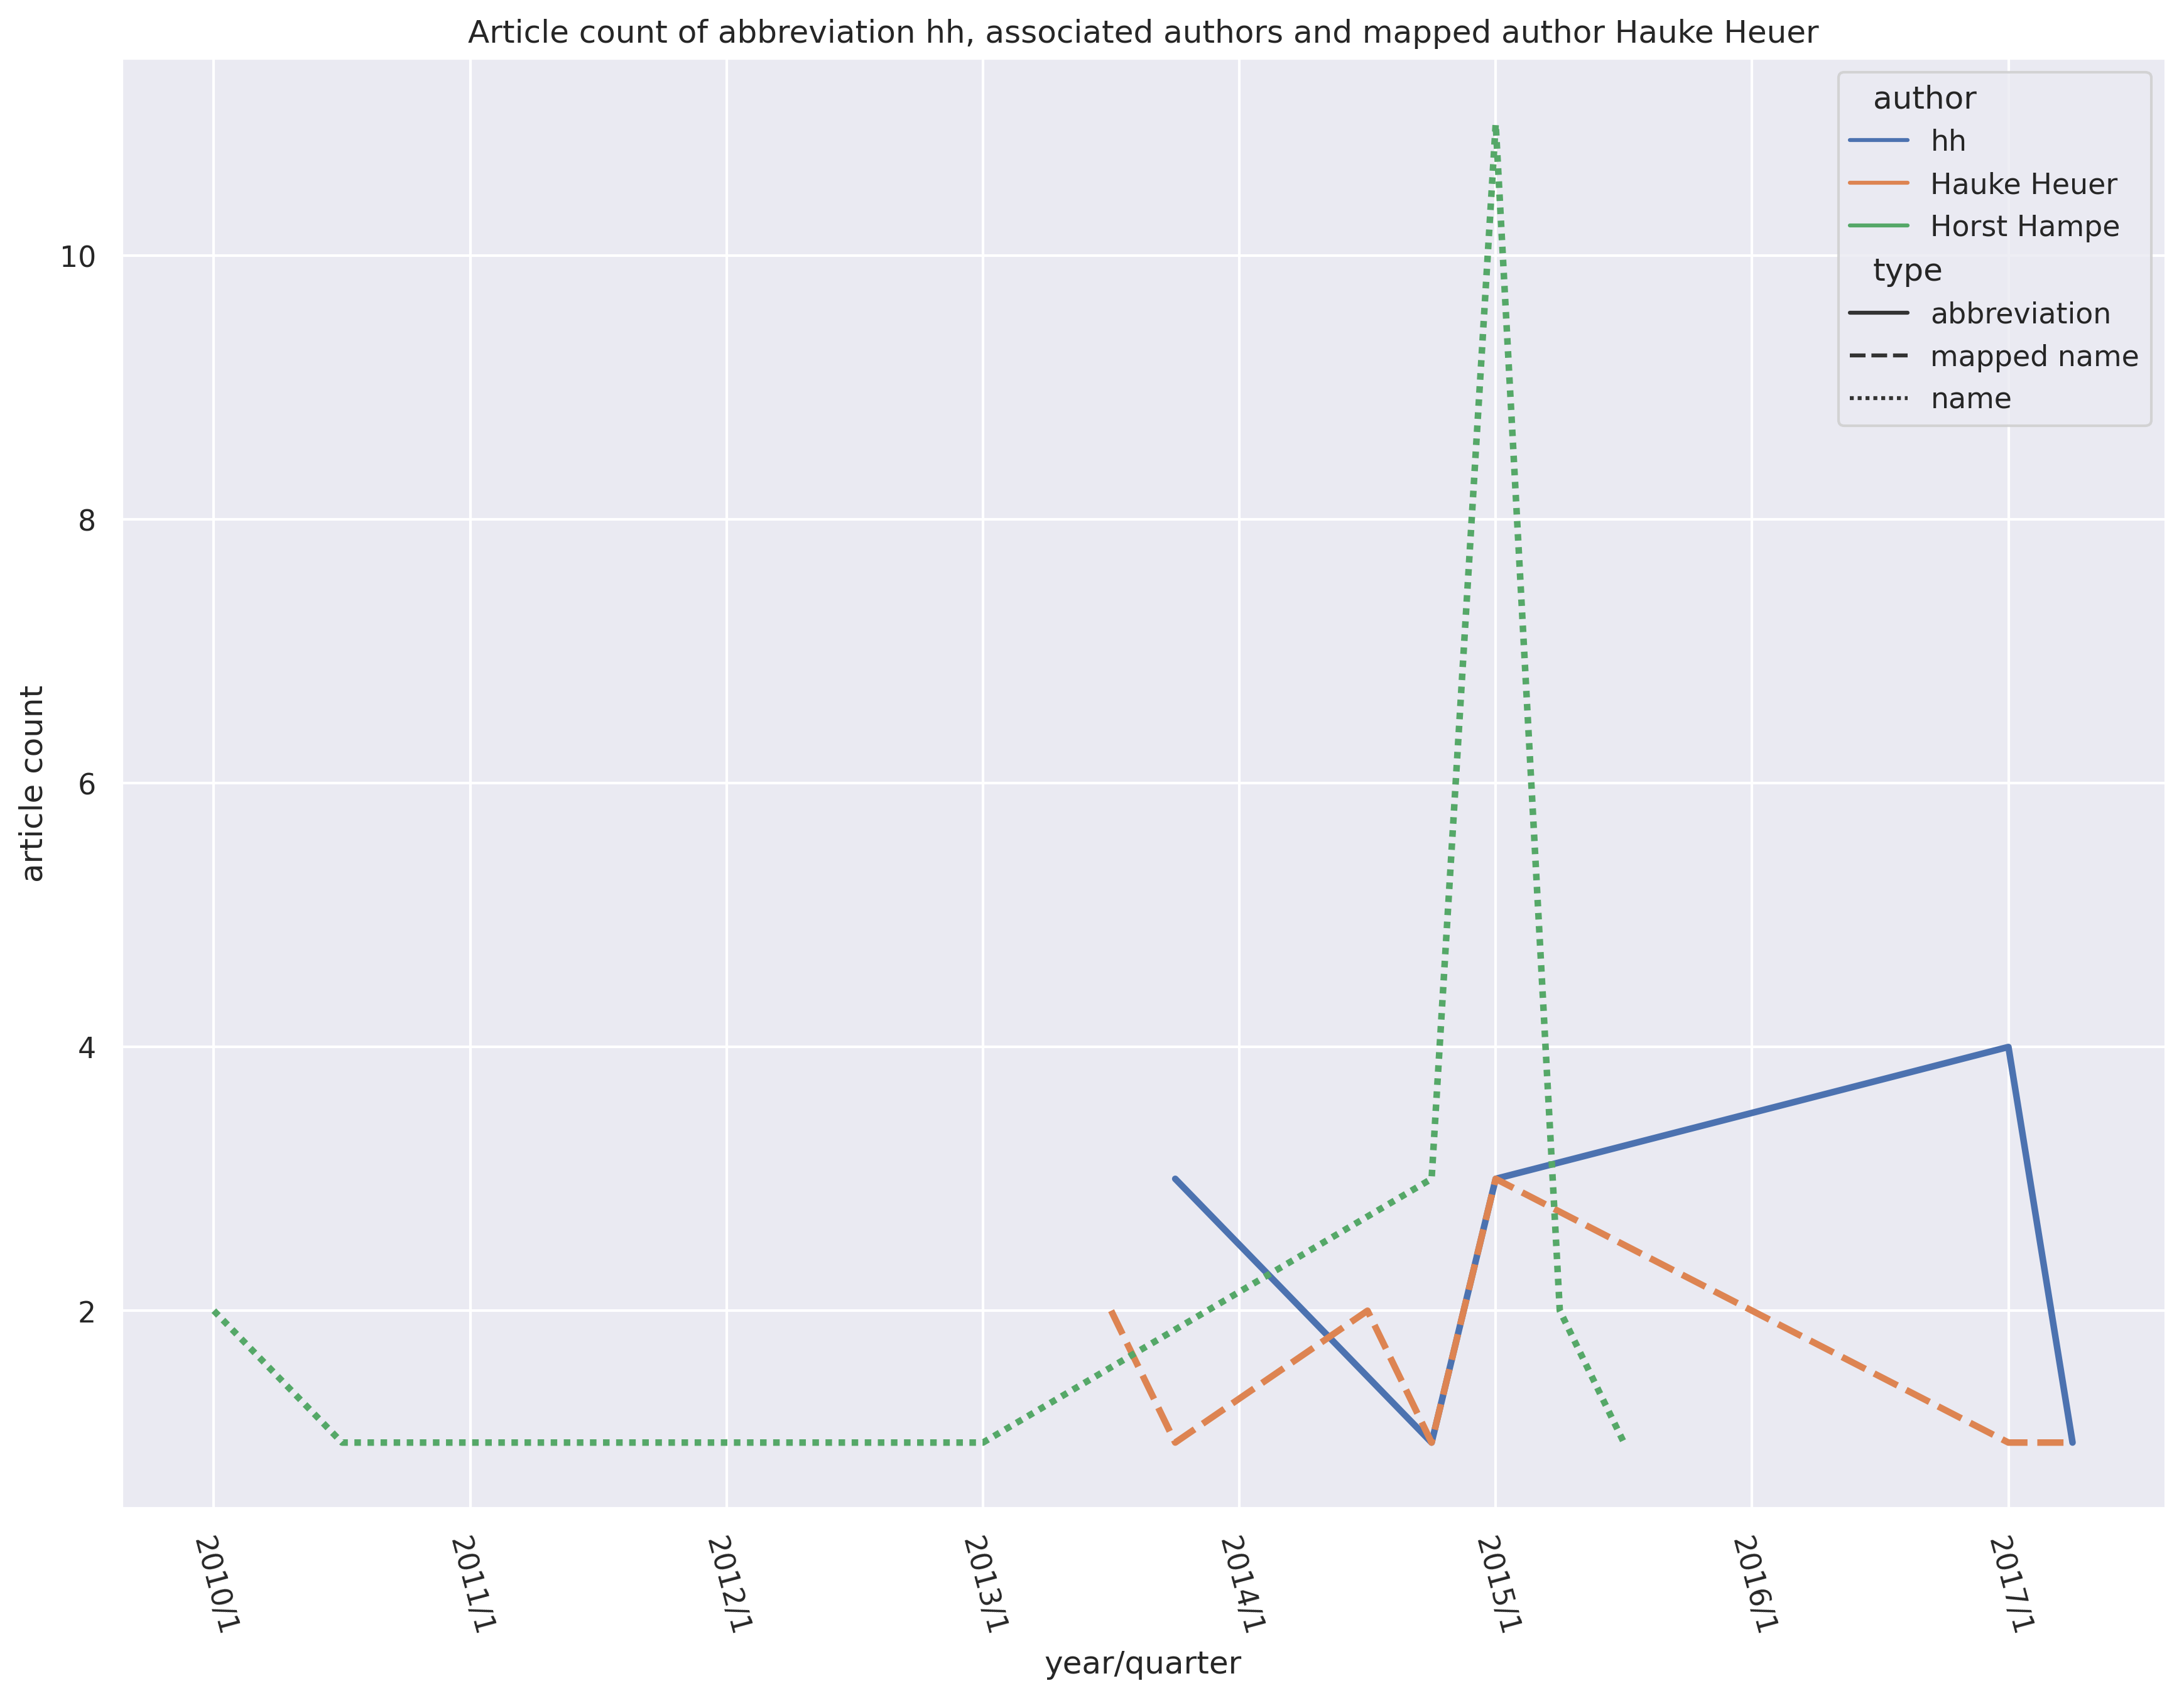 Article count of abbreviation hh, associated authors and mapped author Hauke Heuer
author
hh
Hauke Heuer
Horst Hampe
type
abbreviation
mapped name
name
article count
10
8
6
4
2
2010/1
2011/1
2012/1
2013/1
2014/1
2015/1
2016/1
2017/1
year/quarter